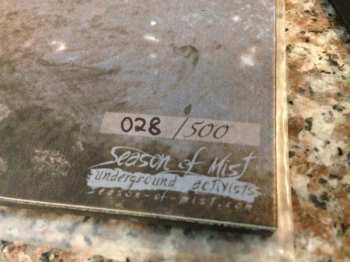 028 /500
Season of Mist
underground activists
season-of-mist.com